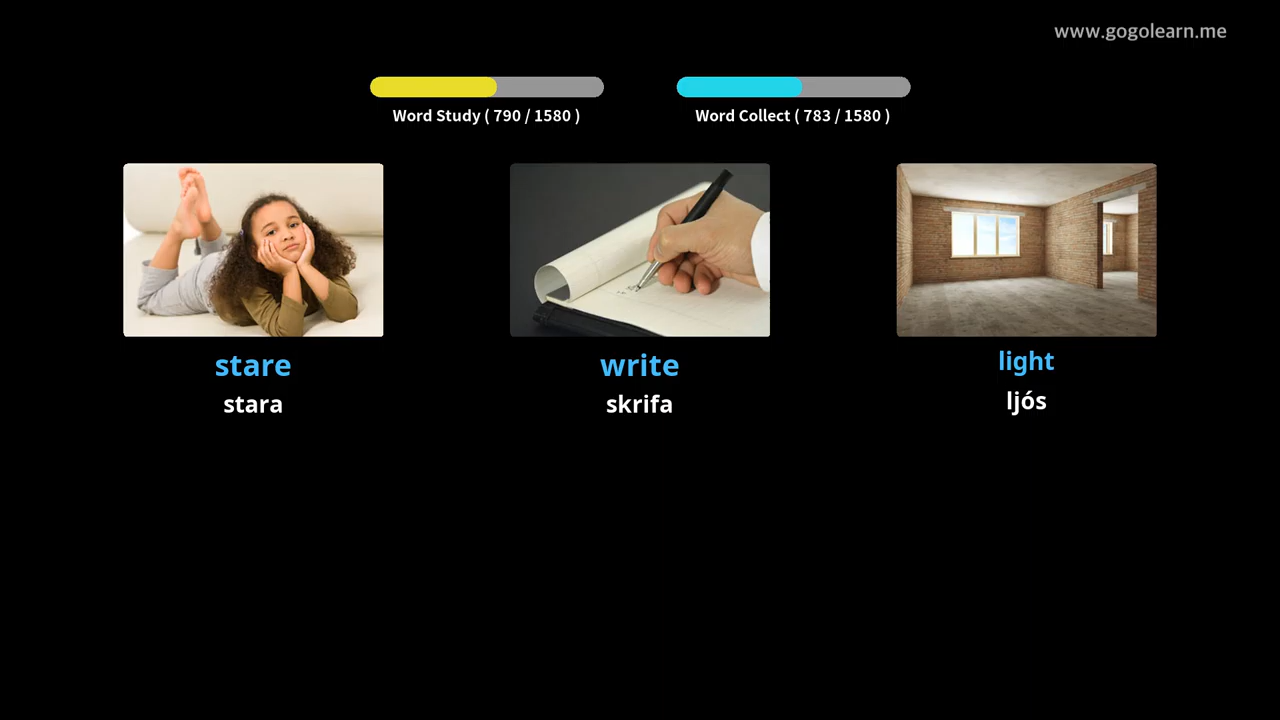 www.gogolearn.me
Word Study ( 790 / 1580 )
Word Collect ( 783 / 1580 )
stare
stara
write
skrifa
light
ljós